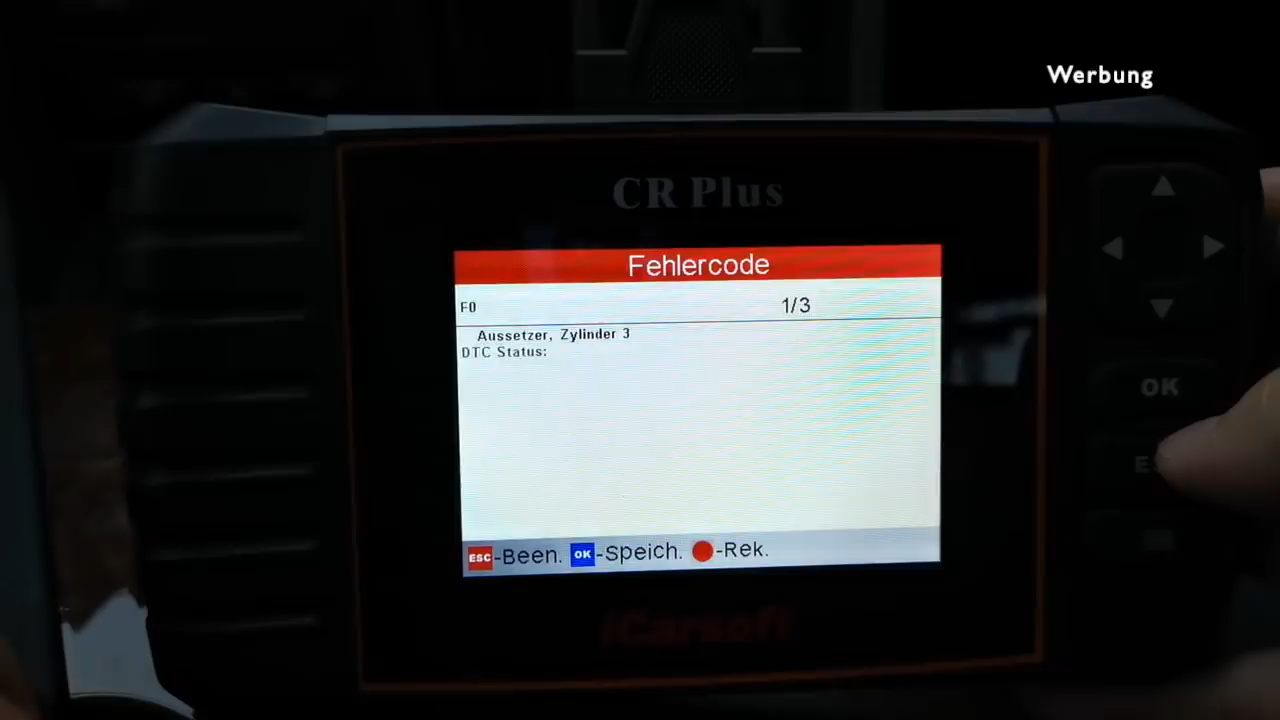 Werbung
CR Plus
Fehlercode
F0 1/3
Aussetzer, Zylinder 3
DTC Status:
ESC-Been. OK-Speich. -Rek.
iCarsoft
OK